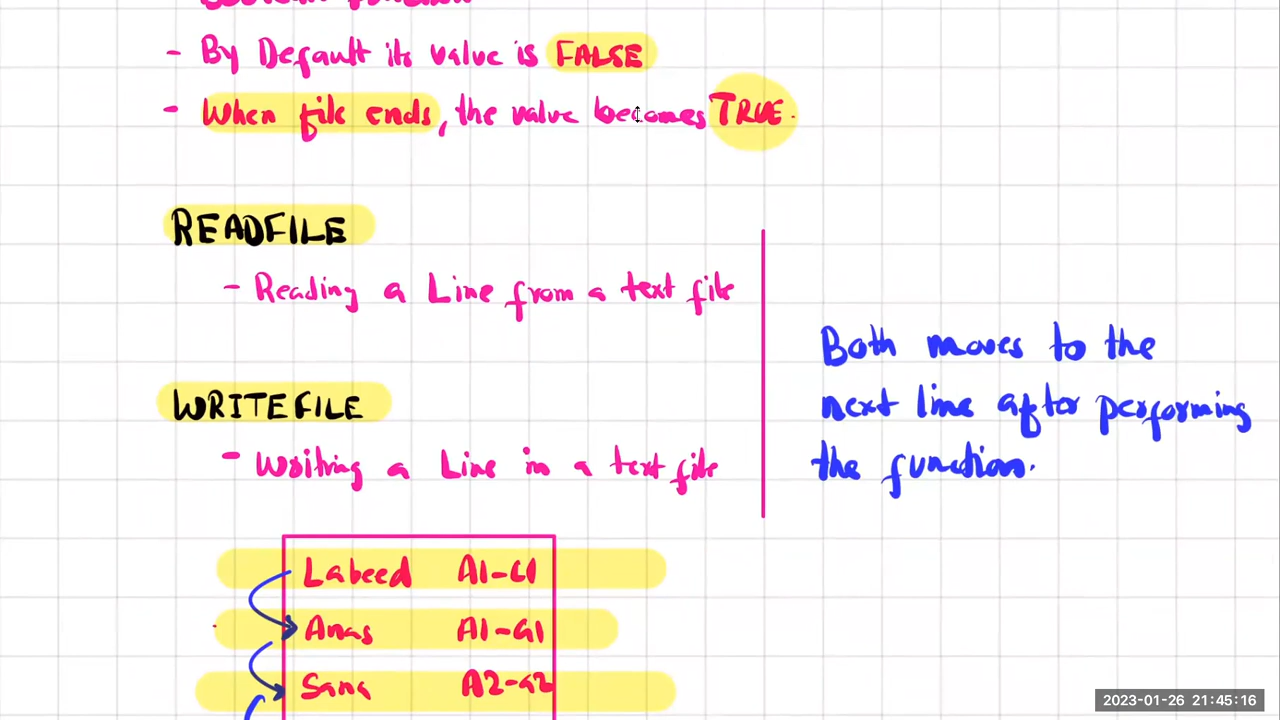 - By Default its value is FALSE
- When file ends, the value becomes TRUE.
READFILE
- Reading a Line from a text file
WRITEFILE
- Writing a Line in a text file
Both moves to the
next line after performing
the function.
Labeed A1-G1
Anas A1-G1
Sana A2-G2
2023-01-26 21:45:16